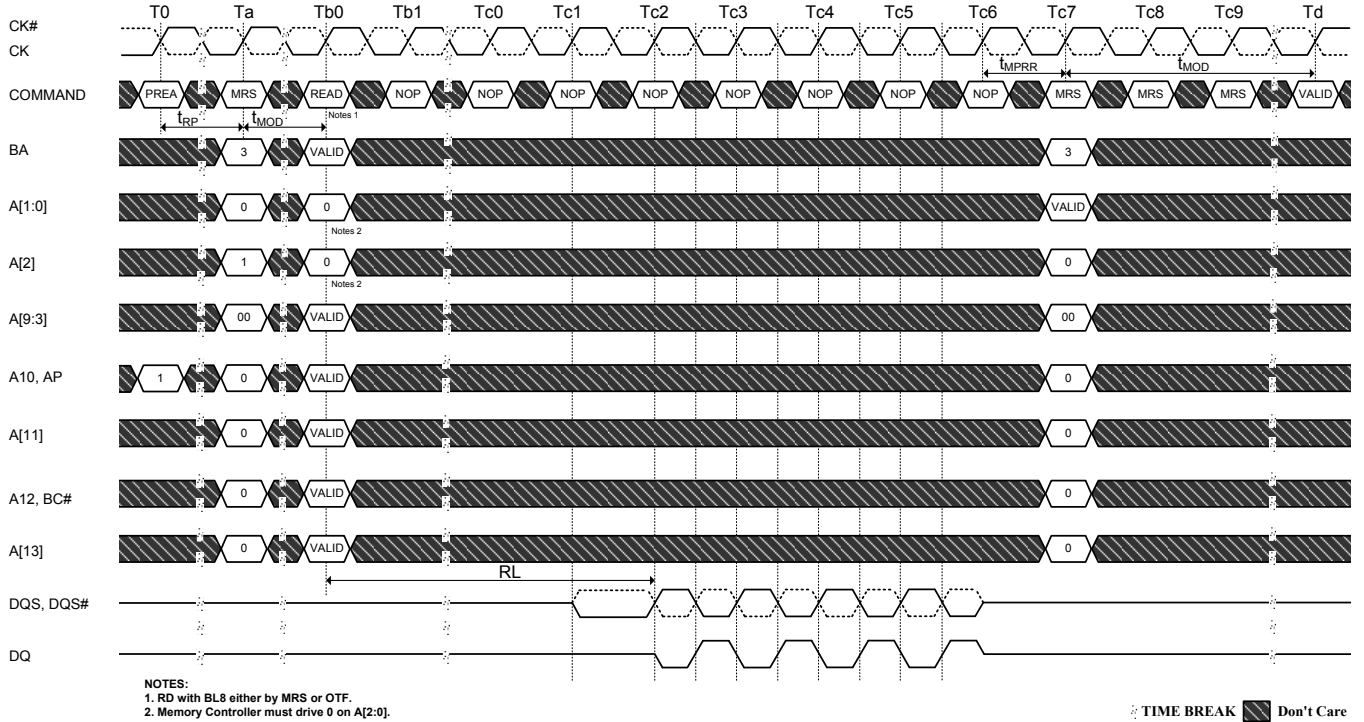 T0 Ta Tb0 Tb1 Tc0 Tc1 Tc2 Tc3 Tc4 Tc5 Tc6 Tc7 Tc8 Tc9 Td
CK#
CK
tMPRR tMOD
COMMAND PREA MRS READ NOP NOP NOP NOP NOP NOP NOP NOP MRS MRS MRS VALID
tRP tMOD Notes 1
BA 3 VALID 3
A[1:0] 0 0 VALID
Notes 2
A[2] 1 0 0
Notes 2
A[9:3] 00 VALID 00
A10, AP 1 0 VALID 0
A[11] 0 VALID 0
A12, BC# 0 VALID 0
A[13] 0 VALID 0
RL
DQS, DQS#
DQ
NOTES:
1. RD with BL8 either by MRS or OTF.
2. Memory Controller must drive 0 on A[2:0].
TIME BREAK Don't Care